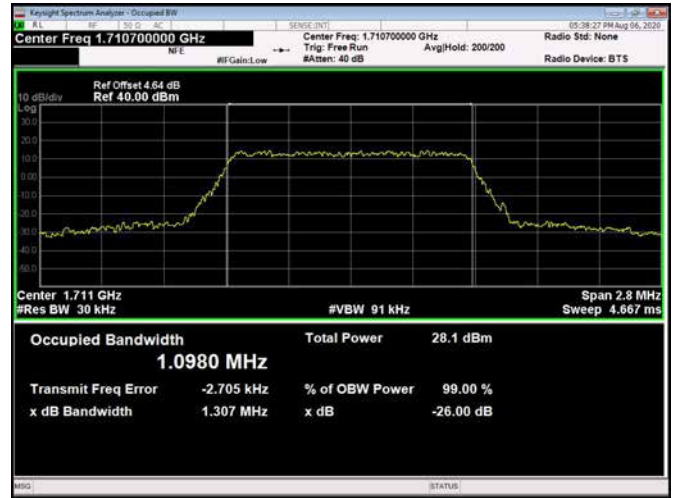 Keysight Spectrum Analyzer - Occupied BW
RL RF 50 Ω AC SENSE:INT 05:38:27 PM Aug 06, 2020
Center Freq 1.710700000 GHz Center Freq: 1.710700000 GHz Radio Std: None
NFE Trig: Free Run Avg|Hold: 200/200
#IFGain:Low #Atten: 40 dB Radio Device: BTS
Ref Offset 4.64 dB
10 dB/div Ref 40.00 dBm
Log
30.0
20.0
10.0
0.00
-10.0
-20.0
-30.0
-40.0
-50.0
Center 1.711 GHz Span 2.8 MHz
#Res BW 30 kHz #VBW 91 kHz Sweep 4.667 ms
Occupied Bandwidth Total Power 28.1 dBm
1.0980 MHz
Transmit Freq Error -2.705 kHz % of OBW Power 99.00 %
x dB Bandwidth 1.307 MHz x dB -26.00 dB
MSG STATUS